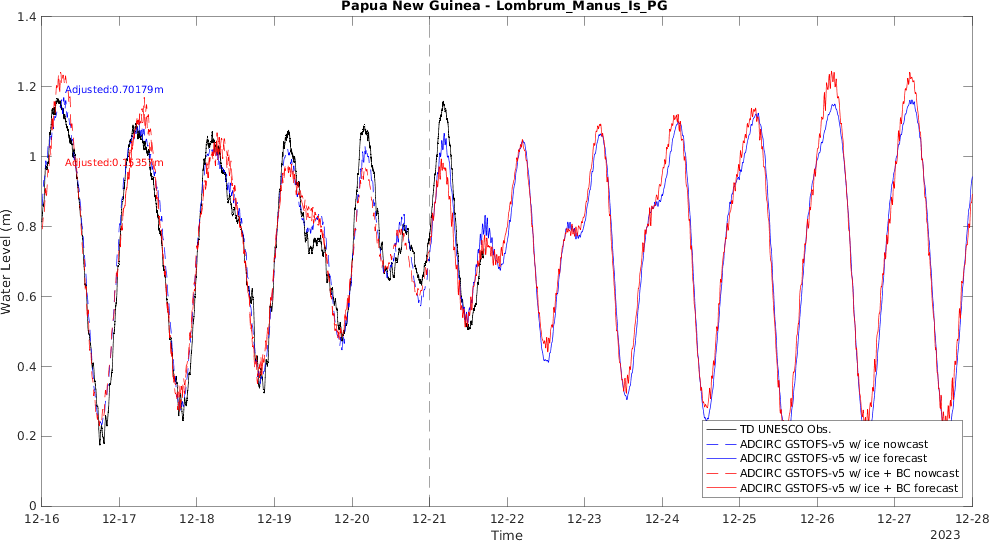 Papua New Guinea - Lombrum_Manus_Is_PG
1.4
1.2
1
0.8
0.6
0.4
0.2
0
Water Level (m)
Adjusted:0.70179m
12-16
12-17
12-18
12-19
12-20
12-21
12-22
12-23
12-24
12-25
12-26
12-27
12-28
Time
2023
TD UNESCO Obs.
ADCIRC GSTOFS-v5 w/ ice nowcast
ADCIRC GSTOFS-v5 w/ ice forecast
ADCIRC GSTOFS-v5 w/ ice + BC nowcast
ADCIRC GSTOFS-v5 w/ ice + BC forecast